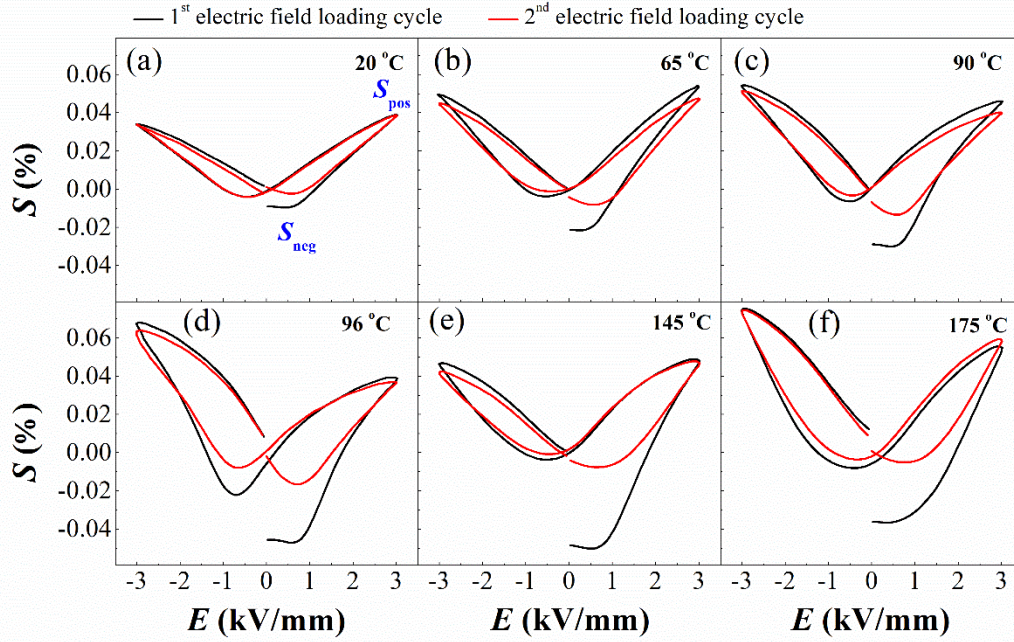 1st electric field loading cycle 2nd electric field loading cycle
(a) 20 °C (b) 65 °C (c) 90 °C
Spos
Sneg
S (%)
0.06
0.04
0.02
0.00
-0.02
-0.04
(d) 96 °C (e) 145 °C (f) 175 °C
S (%)
0.06
0.04
0.02
0.00
-0.02
-0.04
-3 -2 -1 0 1 2 3 -3 -2 -1 0 1 2 3 -3 -2 -1 0 1 2 3
E (kV/mm) E (kV/mm) E (kV/mm)